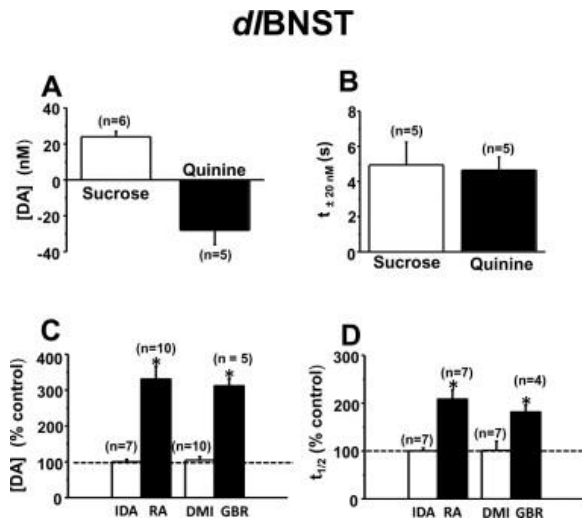 dlBNST
A
[DA] (nM)
40
20
0
-20
-40
(n=6)
Sucrose
Quinine
(n=5)
B
t ± 20 nM (s)
8
6
4
2
0
(n=5)
(n=5)
Sucrose
Quinine
C
[DA] (% control)
400
300
200
100
0
(n=7)
(n=10)
*
(n=10)
(n = 5)
*
IDA RA DMI GBR
D
t1/2 (% control)
300
200
100
0
(n=7)
(n=7)
*
(n=7)
(n=4)
*
IDA RA DMI GBR